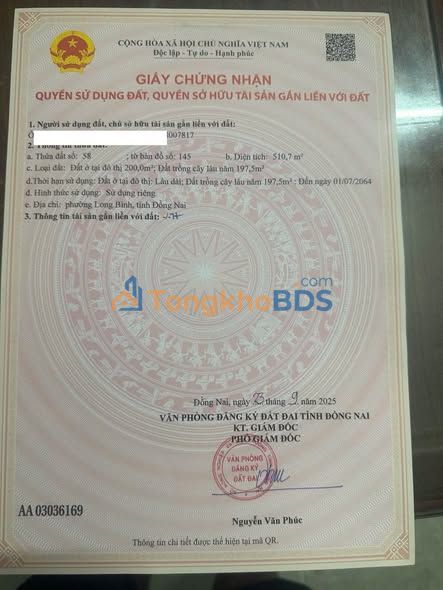 CỘNG HÒA XÃ HỘI CHỦ NGHĨA VIỆT NAM
Độc lập - Tự do - Hạnh phúc
GIẤY CHỨNG NHẬN
QUYỀN SỬ DỤNG ĐẤT, QUYỀN SỞ HỮU TÀI SẢN GẮN LIỀN VỚI ĐẤT
1. Người sử dụng đất, chủ sở hữu tài sản gắn liền với đất:
007817
2. Thông tin thửa đất:
a. Thửa đất số: 58 ; tờ bản đồ số: 145 b. Diện tích: 510,7 m²
c. Loại đất: Đất ở tại đô thị 200,0m²; Đất trồng cây lâu năm 197,5m²
d.Thời hạn sử dụng: Đất ở tại đô thị: Lâu dài; Đất trồng cây lâu năm 197,5m² : Đến ngày 01/07/2064
đ. Hình thức sử dụng: Sử dụng riêng
e. Địa chỉ: phường Long Bình, tỉnh Đồng Nai
3. Thông tin tài sản gắn liền với đất: -/-
TongkhoBDS.com
Đồng Nai, ngày 23 tháng 9 năm 2025
VĂN PHÒNG ĐĂNG KÝ ĐẤT ĐAI TỈNH ĐỒNG NAI
KT. GIÁM ĐỐC
PHÓ GIÁM ĐỐC
VĂN PHÒNG
ĐĂNG KÝ
ĐẤT ĐAI
AA 03036169
Nguyễn Văn Phúc
Thông tin chi tiết được thể hiện tại mã QR.